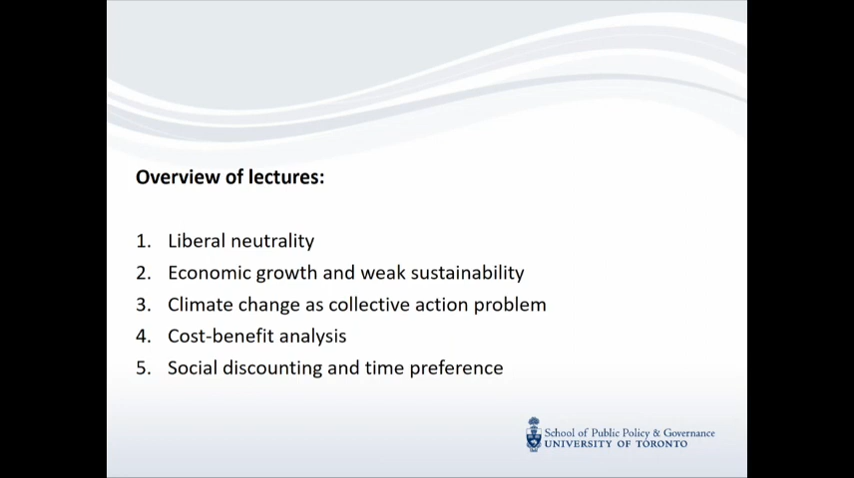 Overview of lectures:
1. Liberal neutrality
2. Economic growth and weak sustainability
3. Climate change as collective action problem
4. Cost-benefit analysis
5. Social discounting and time preference
School of Public Policy & Governance
UNIVERSITY OF TORONTO